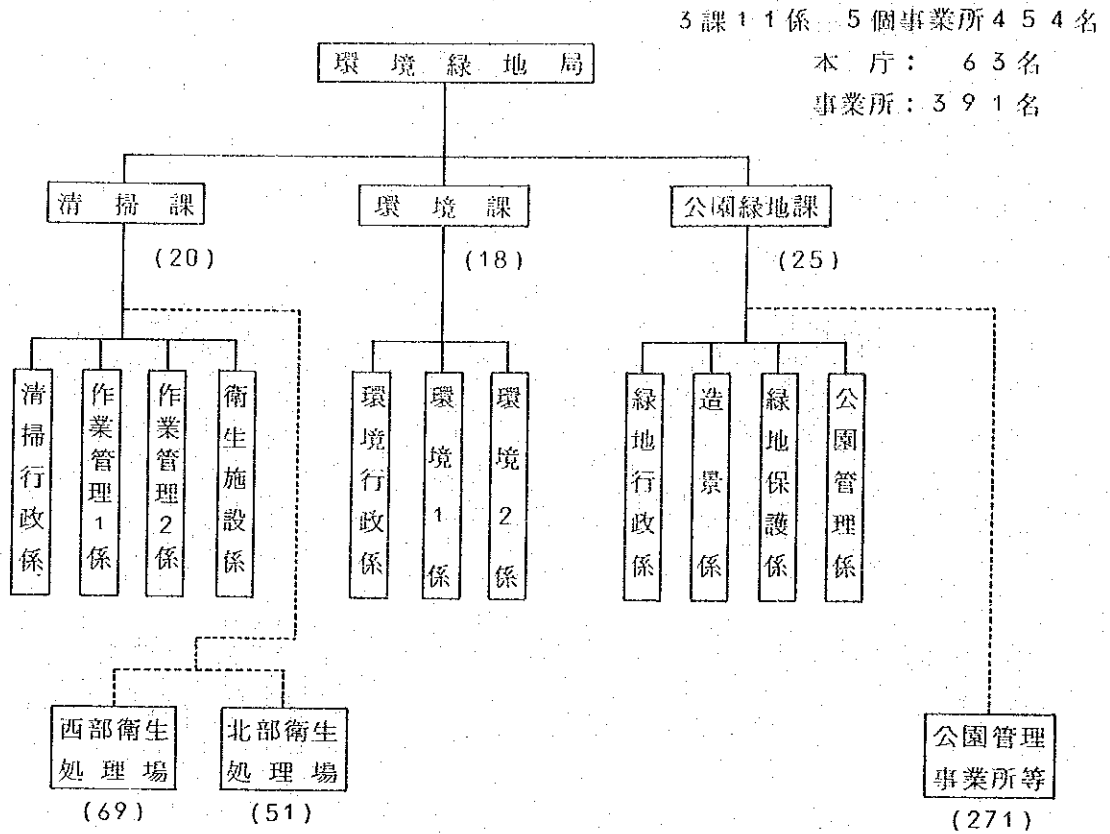 3課11係 5個事業所454名
本庁: 63名
事業所:391名
環境緑地局
清掃課
(20)
環境課
(18)
公園緑地課
(25)
清掃行政係
作業管理1係
作業管理2係
衛生施設係
環境行政係
環境1係
環境2係
緑地行政係
造景係
緑地保護係
公園管理係
西部衛生
処理場
(69)
北部衛生
処理場
(51)
公園管理
事業所等
(271)